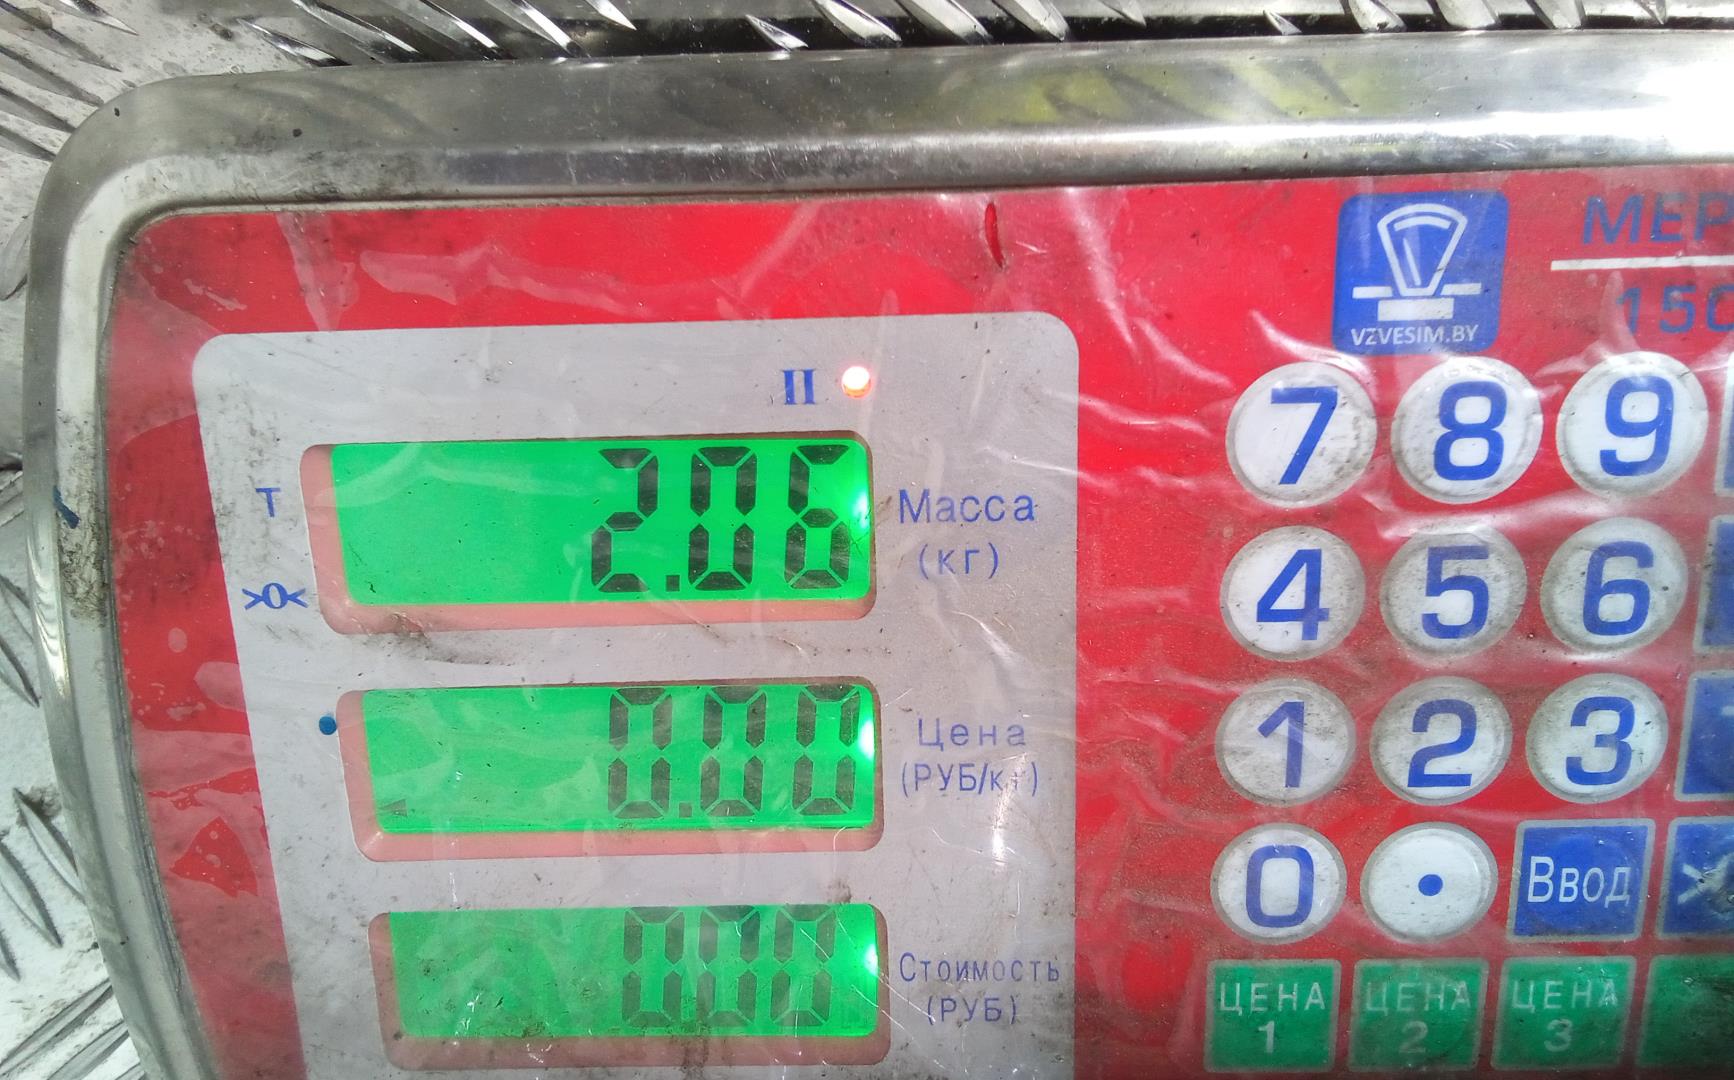 МЕР
150
VZVESIM.BY
II
T
2.06
Масса
(кг)
>0<
0.00
Цена
(РУБ/кг)
0.00
Стоимость
(РУБ)
7 8 9
4 5 6
1 2 3
0 . Ввод
ЦЕНА 1
ЦЕНА 2
ЦЕНА 3